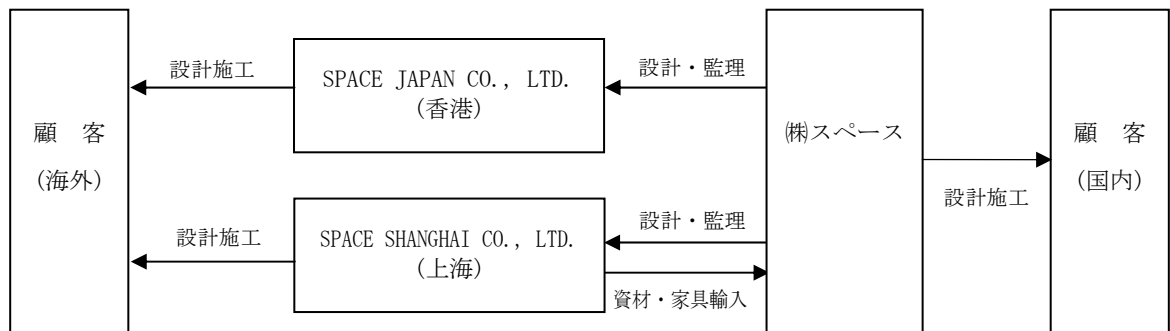 設計施工
SPACE JAPAN CO., LTD.
(香港)
設計・監理
顧　客
(海外)
㈱スペース
顧　客
(国内)
設計施工
設計施工
SPACE SHANGHAI CO., LTD.
(上海)
設計・監理
資材・家具輸入